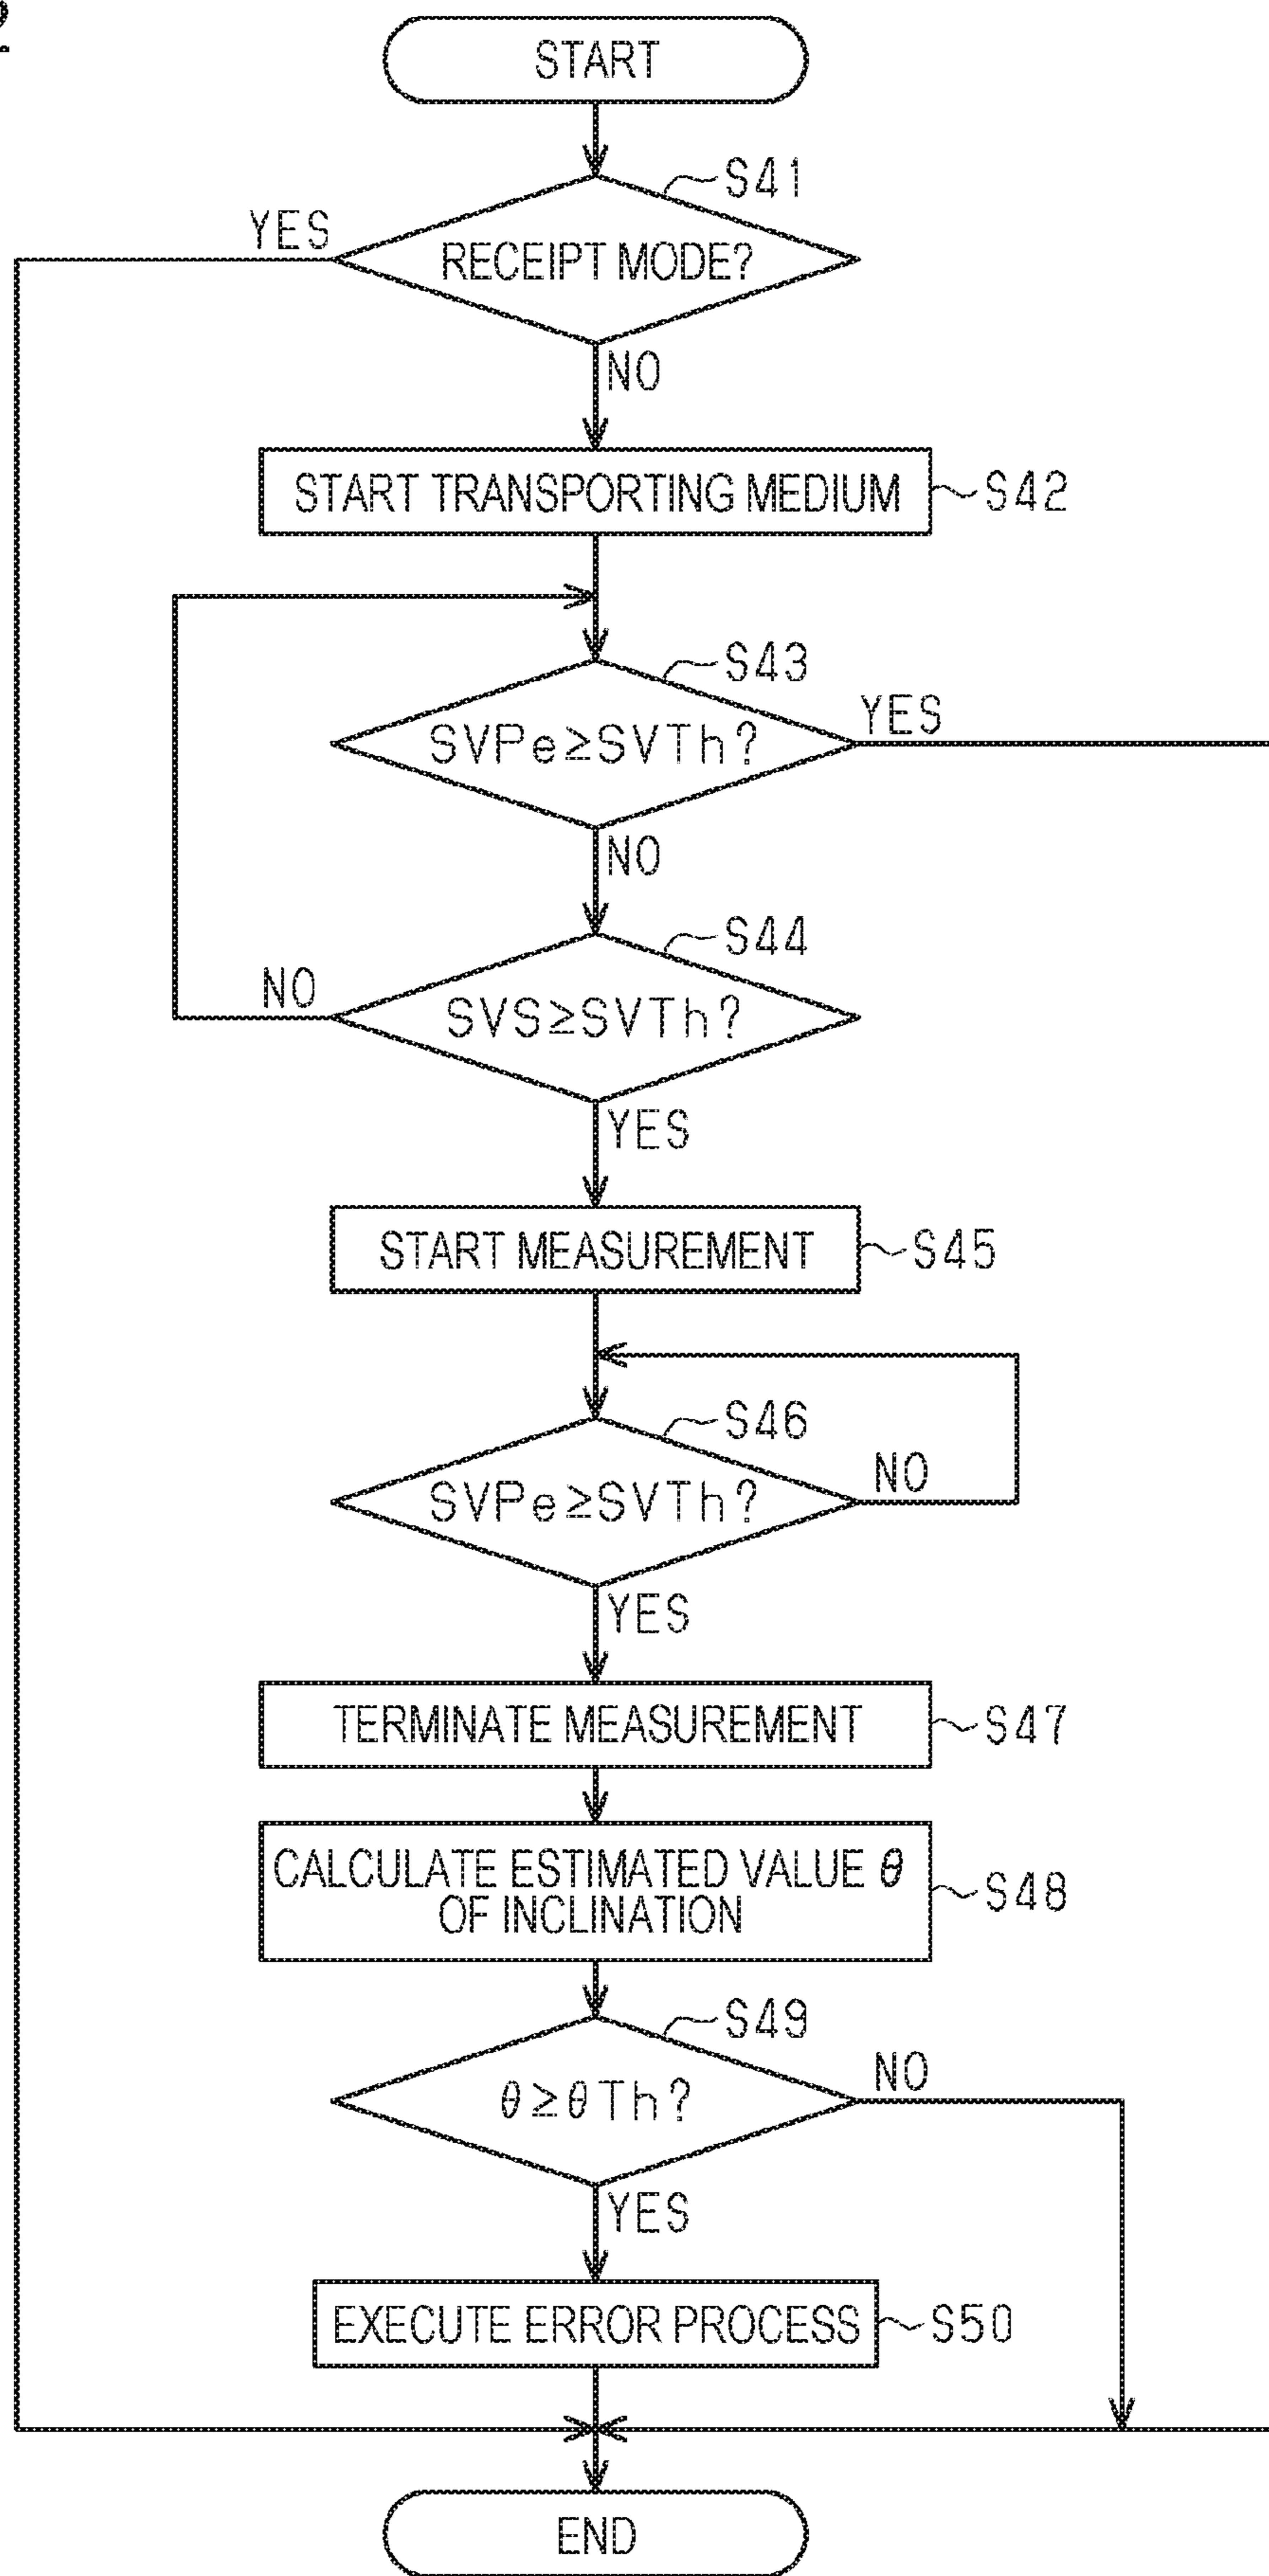 START
S41
YES
RECEIPT MODE?
NO
START TRANSPORTING MEDIUM
S42
S43
YES
SVPe≥SVTh?
NO
S44
NO
SVS≥SVTh?
YES
START MEASUREMENT
S45
S46
NO
SVPe≥SVTh?
YES
TERMINATE MEASUREMENT
S47
CALCULATE ESTIMATED VALUE θ
OF INCLINATION
S48
S49
NO
θ≥θTh?
YES
EXECUTE ERROR PROCESS
S50
END